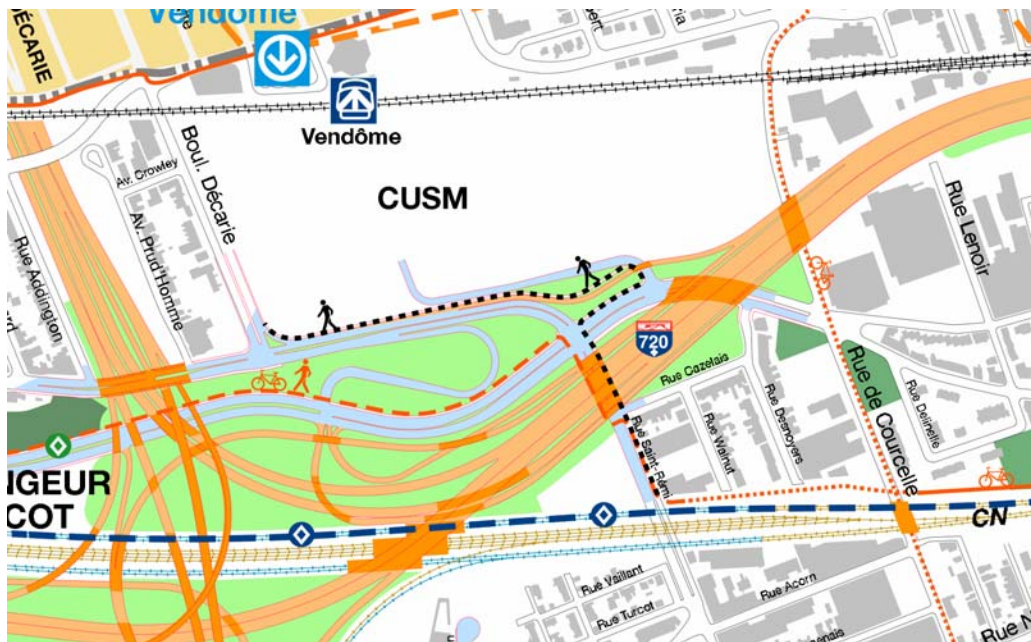 Vendôme
DÉCARIE
Vendôme
CUSM
Boul. Décarie
Av. Crowley
Av. Prud'Homme
Rue Addington
Rue Lenoir
720
Rue Cazelais
Rue de Courcelle
Rue Desnoyers
Rue Walnut
Rue Saint-Rémi
Rue Delinelle
NGEUR
COT
CN
Rue Vaillant
Rue Acorn
Rue Turcot